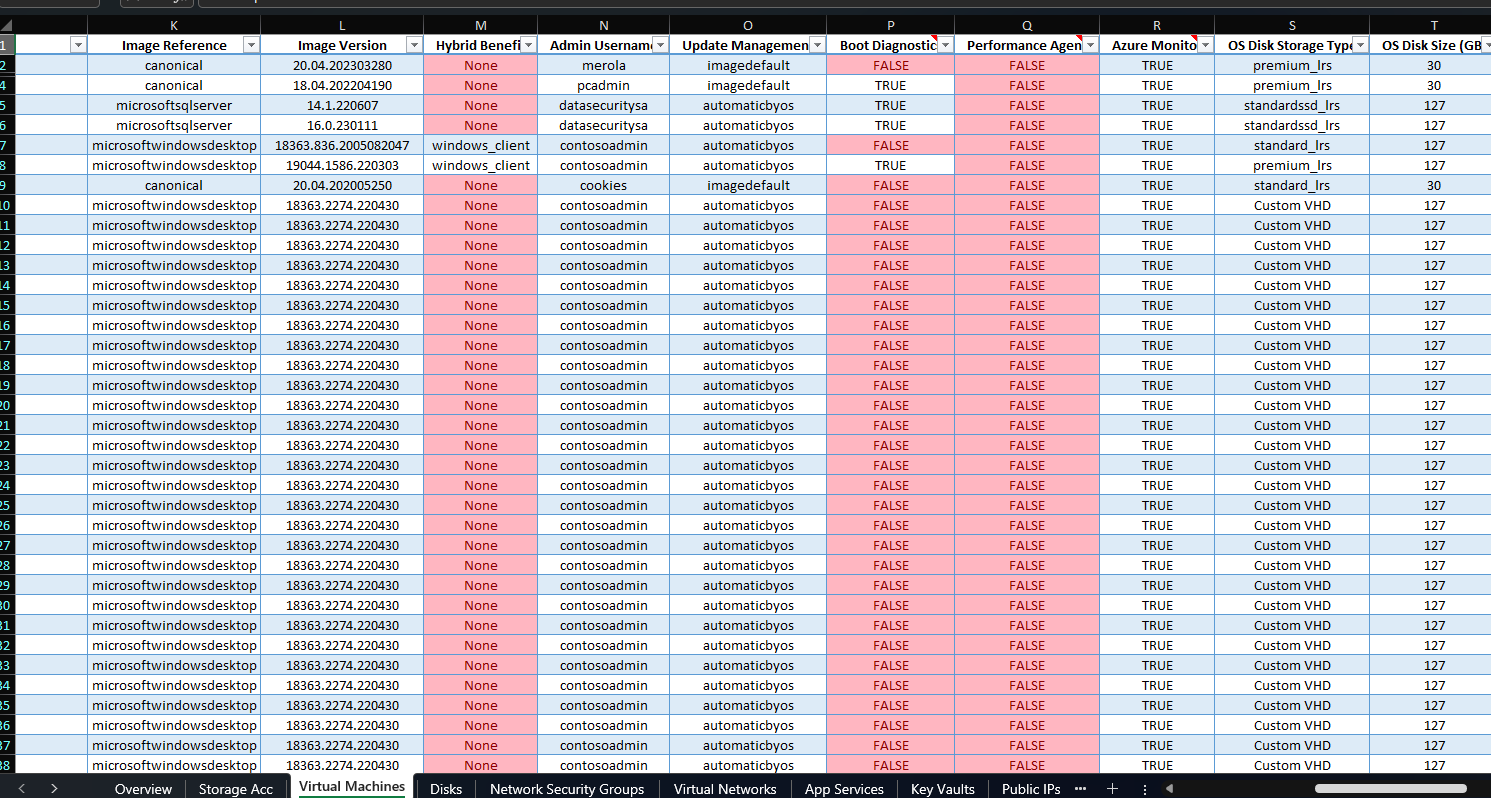 K L M N O P Q R S T
1 Image Reference Image Version Hybrid Benefi Admin Usernam Update Managemen Boot Diagnostic Performance Agen Azure Monito OS Disk Storage Type OS Disk Size (GB
2 canonical 20.04.202303280 None merola imagedefault FALSE FALSE TRUE premium_lrs 30
4 canonical 18.04.202204190 None pcadmin imagedefault TRUE FALSE TRUE premium_lrs 30
5 microsoftsqlserver 14.1.220607 None datasecuritysa automaticbyos TRUE FALSE TRUE standardssd_lrs 127
6 microsoftsqlserver 16.0.230111 None datasecuritysa automaticbyos TRUE FALSE TRUE standardssd_lrs 127
7 microsoftwindowsdesktop 18363.836.2005082047 windows_client contosoadmin automaticbyos FALSE FALSE TRUE standard_lrs 127
8 microsoftwindowsdesktop 19044.1586.220303 windows_client contosoadmin automaticbyos TRUE FALSE TRUE premium_lrs 127
9 canonical 20.04.202005250 None cookies imagedefault FALSE FALSE TRUE standard_lrs 30
10 microsoftwindowsdesktop 18363.2274.220430 None contosoadmin automaticbyos FALSE FALSE TRUE Custom VHD 127
11 microsoftwindowsdesktop 18363.2274.220430 None contosoadmin automaticbyos FALSE FALSE TRUE Custom VHD 127
12 microsoftwindowsdesktop 18363.2274.220430 None contosoadmin automaticbyos FALSE FALSE TRUE Custom VHD 127
13 microsoftwindowsdesktop 18363.2274.220430 None contosoadmin automaticbyos FALSE FALSE TRUE Custom VHD 127
14 microsoftwindowsdesktop 18363.2274.220430 None contosoadmin automaticbyos FALSE FALSE TRUE Custom VHD 127
15 microsoftwindowsdesktop 18363.2274.220430 None contosoadmin automaticbyos FALSE FALSE TRUE Custom VHD 127
16 microsoftwindowsdesktop 18363.2274.220430 None contosoadmin automaticbyos FALSE FALSE TRUE Custom VHD 127
17 microsoftwindowsdesktop 18363.2274.220430 None contosoadmin automaticbyos FALSE FALSE TRUE Custom VHD 127
18 microsoftwindowsdesktop 18363.2274.220430 None contosoadmin automaticbyos FALSE FALSE TRUE Custom VHD 127
19 microsoftwindowsdesktop 18363.2274.220430 None contosoadmin automaticbyos FALSE FALSE TRUE Custom VHD 127
20 microsoftwindowsdesktop 18363.2274.220430 None contosoadmin automaticbyos FALSE FALSE TRUE Custom VHD 127
21 microsoftwindowsdesktop 18363.2274.220430 None contosoadmin automaticbyos FALSE FALSE TRUE Custom VHD 127
22 microsoftwindowsdesktop 18363.2274.220430 None contosoadmin automaticbyos FALSE FALSE TRUE Custom VHD 127
23 microsoftwindowsdesktop 18363.2274.220430 None contosoadmin automaticbyos FALSE FALSE TRUE Custom VHD 127
24 microsoftwindowsdesktop 18363.2274.220430 None contosoadmin automaticbyos FALSE FALSE TRUE Custom VHD 127
25 microsoftwindowsdesktop 18363.2274.220430 None contosoadmin automaticbyos FALSE FALSE TRUE Custom VHD 127
26 microsoftwindowsdesktop 18363.2274.220430 None contosoadmin automaticbyos FALSE FALSE TRUE Custom VHD 127
27 microsoftwindowsdesktop 18363.2274.220430 None contosoadmin automaticbyos FALSE FALSE TRUE Custom VHD 127
28 microsoftwindowsdesktop 18363.2274.220430 None contosoadmin automaticbyos FALSE FALSE TRUE Custom VHD 127
29 microsoftwindowsdesktop 18363.2274.220430 None contosoadmin automaticbyos FALSE FALSE TRUE Custom VHD 127
30 microsoftwindowsdesktop 18363.2274.220430 None contosoadmin automaticbyos FALSE FALSE TRUE Custom VHD 127
31 microsoftwindowsdesktop 18363.2274.220430 None contosoadmin automaticbyos FALSE FALSE TRUE Custom VHD 127
32 microsoftwindowsdesktop 18363.2274.220430 None contosoadmin automaticbyos FALSE FALSE TRUE Custom VHD 127
33 microsoftwindowsdesktop 18363.2274.220430 None contosoadmin automaticbyos FALSE FALSE TRUE Custom VHD 127
34 microsoftwindowsdesktop 18363.2274.220430 None contosoadmin automaticbyos FALSE FALSE TRUE Custom VHD 127
35 microsoftwindowsdesktop 18363.2274.220430 None contosoadmin automaticbyos FALSE FALSE TRUE Custom VHD 127
36 microsoftwindowsdesktop 18363.2274.220430 None contosoadmin automaticbyos FALSE FALSE TRUE Custom VHD 127
37 microsoftwindowsdesktop 18363.2274.220430 None contosoadmin automaticbyos FALSE FALSE TRUE Custom VHD 127
38 microsoftwindowsdesktop 18363.2274.220430 None contosoadmin automaticbyos FALSE FALSE TRUE Custom VHD 127
Overview Storage Acc Virtual Machines Disks Network Security Groups Virtual Networks App Services Key Vaults Public IPs